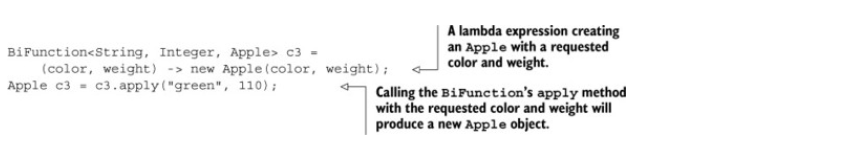 A lambda expression creating
an Apple with a requested
color and weight.
BiFunction<String, Integer, Apple> c3 =
(color, weight) -> new Apple(color, weight);
Apple c3 = c3.apply("green", 110);
Calling the BiFunction's apply method
with the requested color and weight will
produce a new Apple object.